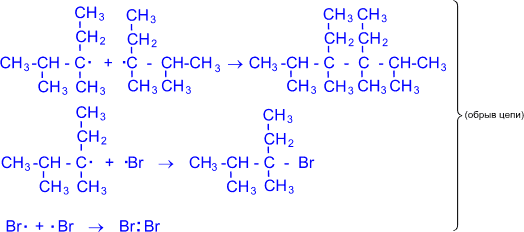 CH₃ CH₃ CH₃ CH₃
CH₂ CH₂ CH₂ CH₂
CH₃- CH - C· + ·C - CH-CH₃ → CH₃- CH - C - C - CH-CH₃
CH₃ CH₃ CH₃ CH₃ CH₃ CH₃ CH₃ CH₃
CH₃ CH₃
CH₂ CH₂
CH₃- CH - C· + ·Br → CH₃- CH - C - Br
CH₃ CH₃ CH₃ CH₃
Br· + ·Br → Br:Br
(обрыв цепи)